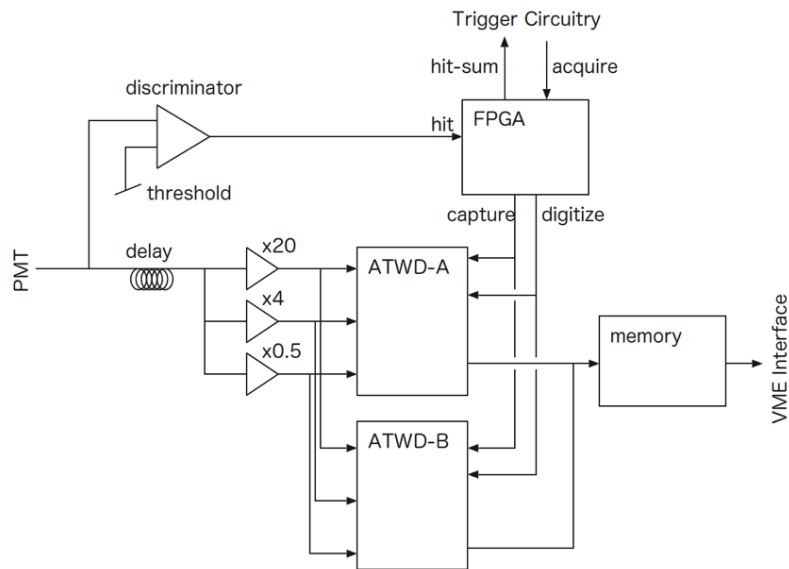 Trigger Circuitry
hit-sum
acquire
discriminator
hit
FPGA
threshold
capture
digitize
PMT
delay
x20
x4
x0.5
ATWD-A
memory
VME Interface
ATWD-B